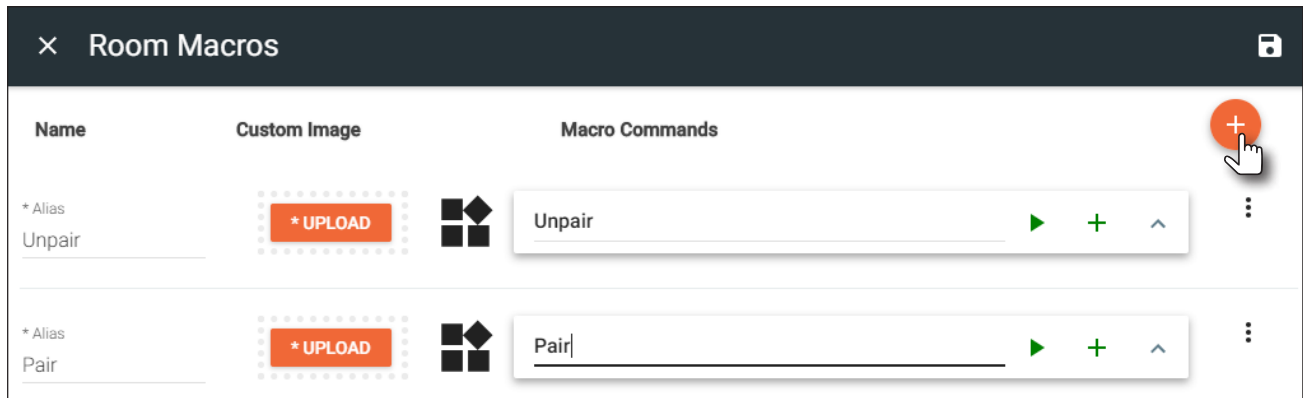 Room Macros
Name Custom Image Macro Commands
* Alias
Unpair
* UPLOAD
Unpair
* Alias
Pair
* UPLOAD
Pair